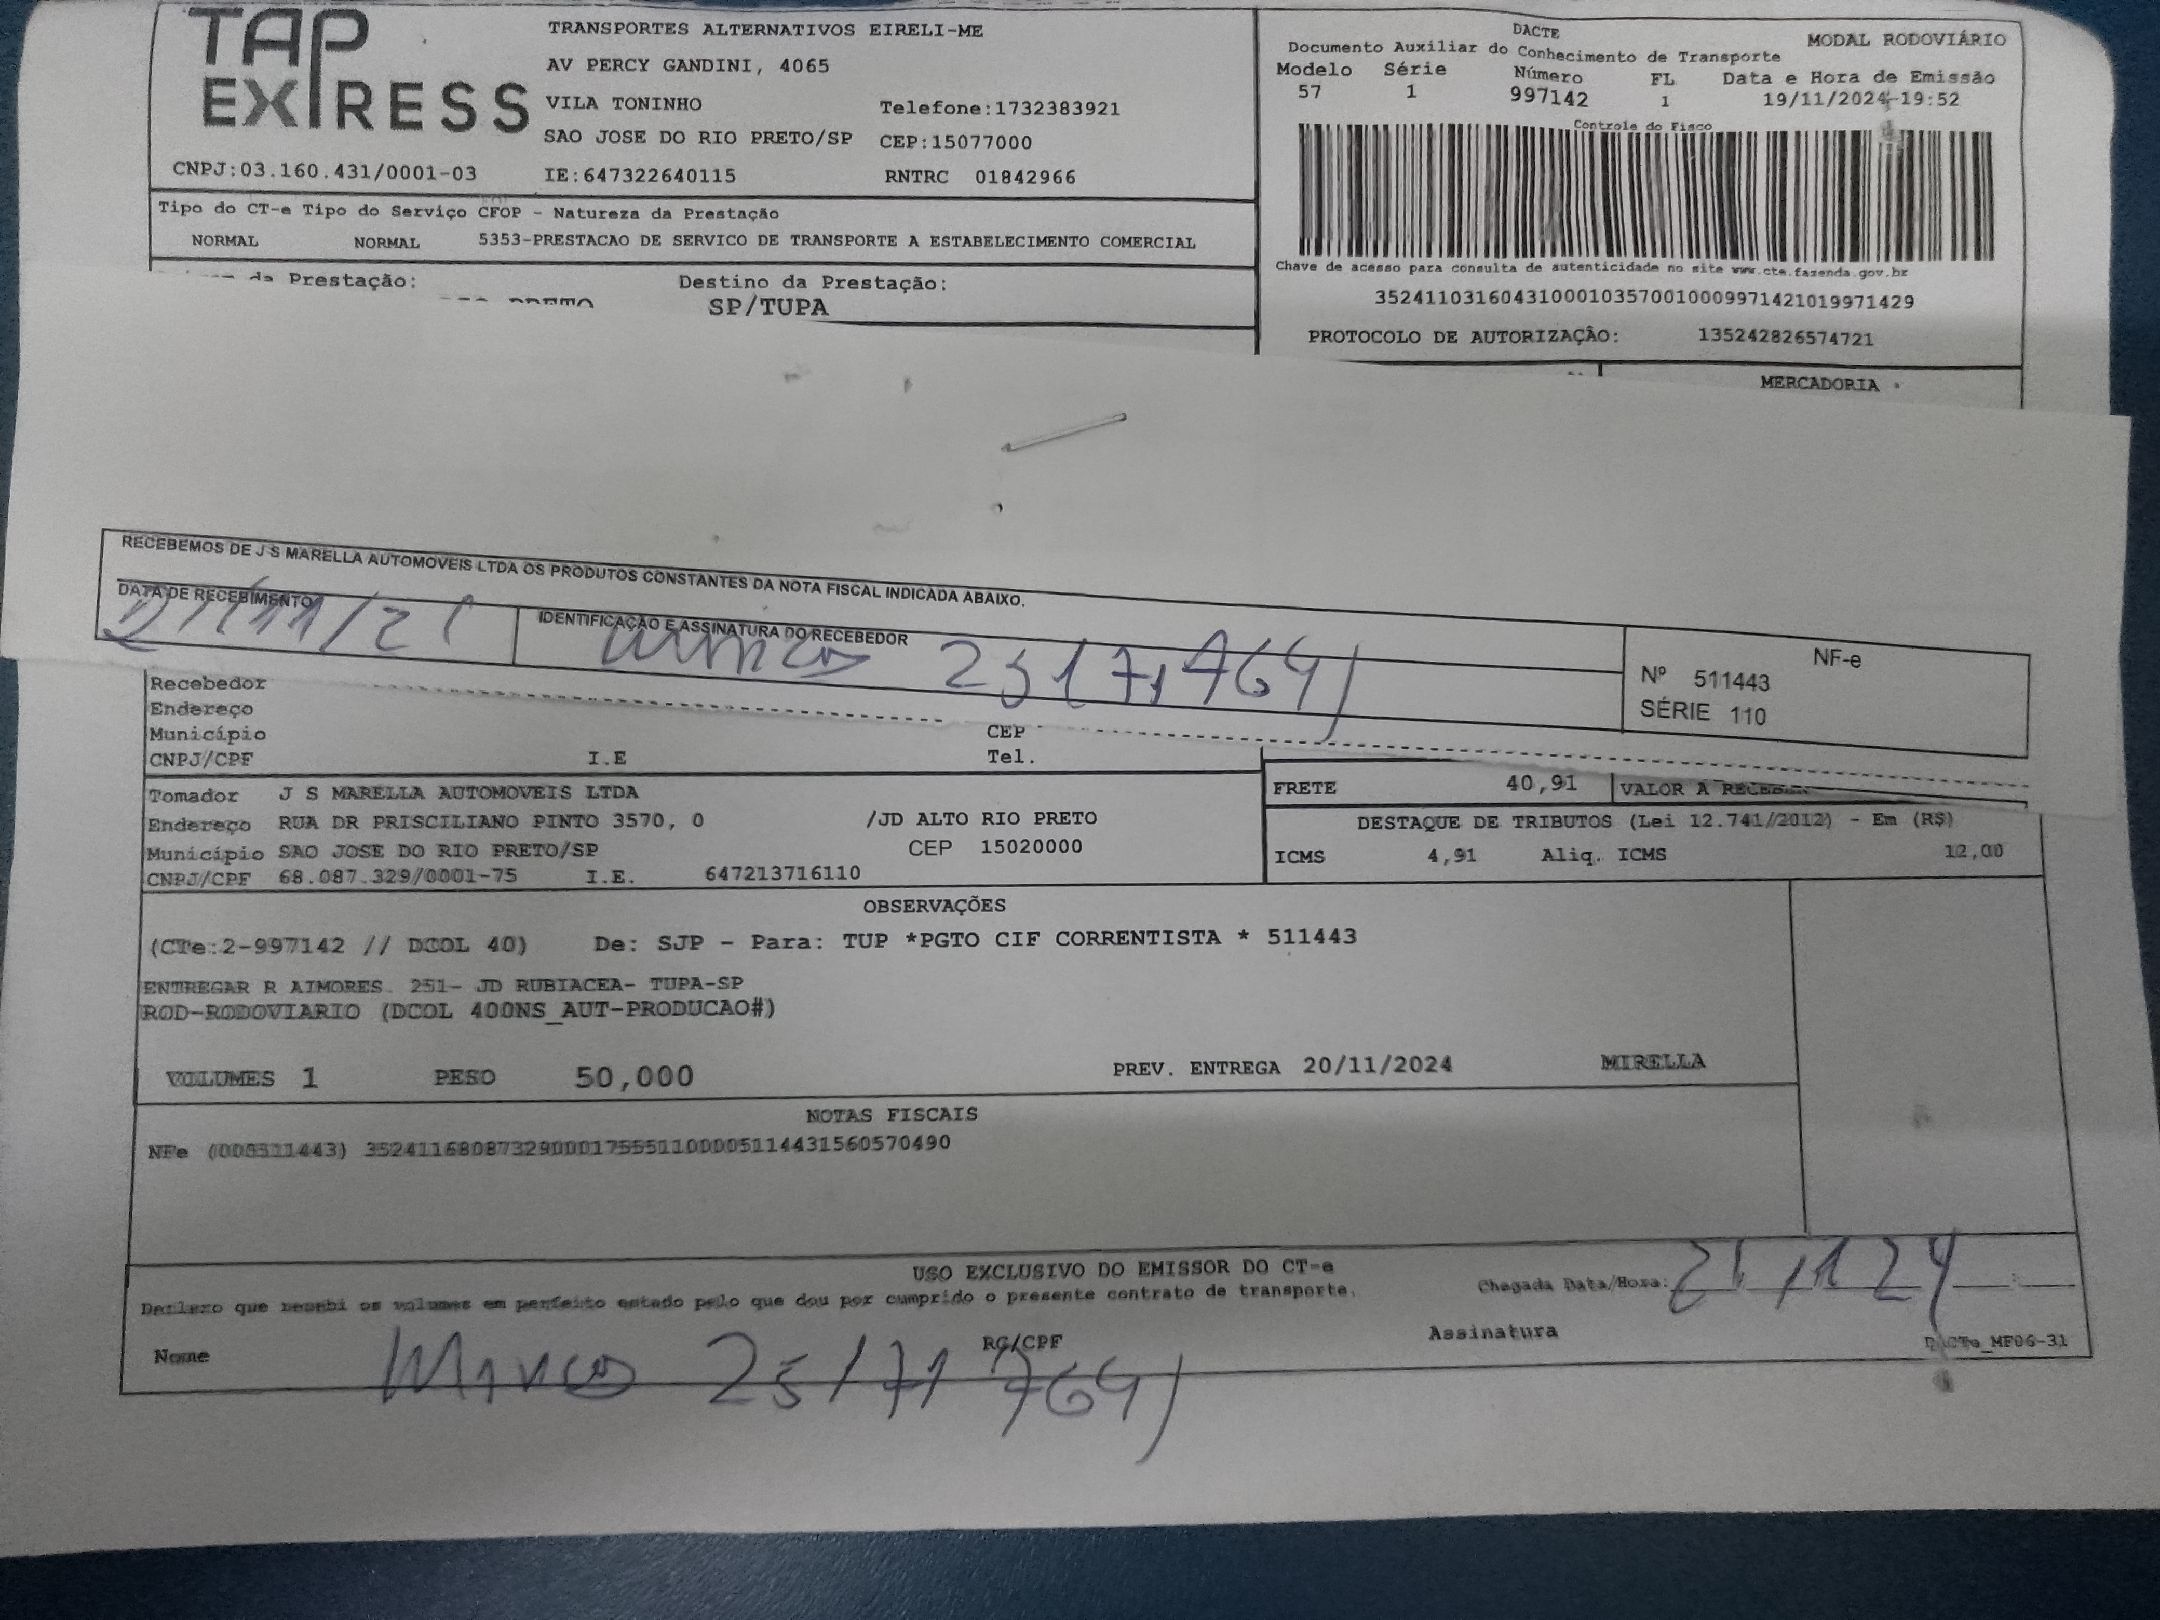 TAP EXPRESS
TRANSPORTES ALTERNATIVOS EIRELI-ME
AV PERCY GANDINI, 4065
VILA TONINHO Telefone:1732383921
SAO JOSE DO RIO PRETO/SP CEP:15077000
CNPJ:03.160.431/0001-03 IE:647322640115 RNTRC 01842966
DACTE MODAL RODOVIÁRIO
Documento Auxiliar do Conhecimento de Transporte
Modelo Série Número FL Data e Hora de Emissão
57 1 997142 1 19/11/2024-19:52
Controle do Fisco
Tipo do CT-e Tipo do Serviço CFOP - Natureza da Prestação
NORMAL NORMAL 5353-PRESTACAO DE SERVICO DE TRANSPORTE A ESTABELECIMENTO COMERCIAL
Chave de acesso para consulta de autenticidade no site www.cte.fazenda.gov.br
35241103160431000103570010009971421019971429
PROTOCOLO DE AUTORIZAÇÂO: 135242826574721
da Prestação: Destino da Prestação:
PRETO SP/TUPA
MERCADORIA
RECEBEMOS DE J S MARELLA AUTOMOVEIS LTDA OS PRODUTOS CONSTANTES DA NOTA FISCAL INDICADA ABAIXO.
DATA DE RECEBIMENTO IDENTIFICAÇÃO E ASSINATURA DO RECEBEDOR
NF-e
Nº 511443
SÉRIE 110
Recebedor
Endereço
Município CEP
CNPJ/CPF I.E Tel.
Tomador J S MARELLA AUTOMOVEIS LTDA
Endereço RUA DR PRISCILIANO PINTO 3570, 0 /JD ALTO RIO PRETO
Município SAO JOSE DO RIO PRETO/SP CEP 15020000
CNPJ/CPF 68.087.329/0001-75 I.E. 647213716110
FRETE 40,91 VALOR A RECEBER
DESTAQUE DE TRIBUTOS (Lei 12.741/2012) - Em (R$)
ICMS 4,91 Aliq. ICMS 12,00
OBSERVAÇÕES
(CTe:2-997142 // DCOL 40) De: SJP - Para: TUP *PGTO CIF CORRENTISTA * 511443
ENTREGAR R AIMORES. 251- JD RUBIACEA- TUPA-SP
ROD-RODOVIARIO (DCOL 400NS_AUT-PRODUCAO#)
VOLUMES 1 PESO 50,000 PREV. ENTREGA 20/11/2024 MIRELLA
NOTAS FISCAIS
NFe (000511443) 35241168087329000175551100005114431560570490
USO EXCLUSIVO DO EMISSOR DO CT-e
Declaro que recebi os volumes em perfeito estado pelo que dou por cumprido o presente contrato de transporte.
Chegada Data/Hora:
Nome Marcos RG/CPF Assinatura DACTe_MF06-31